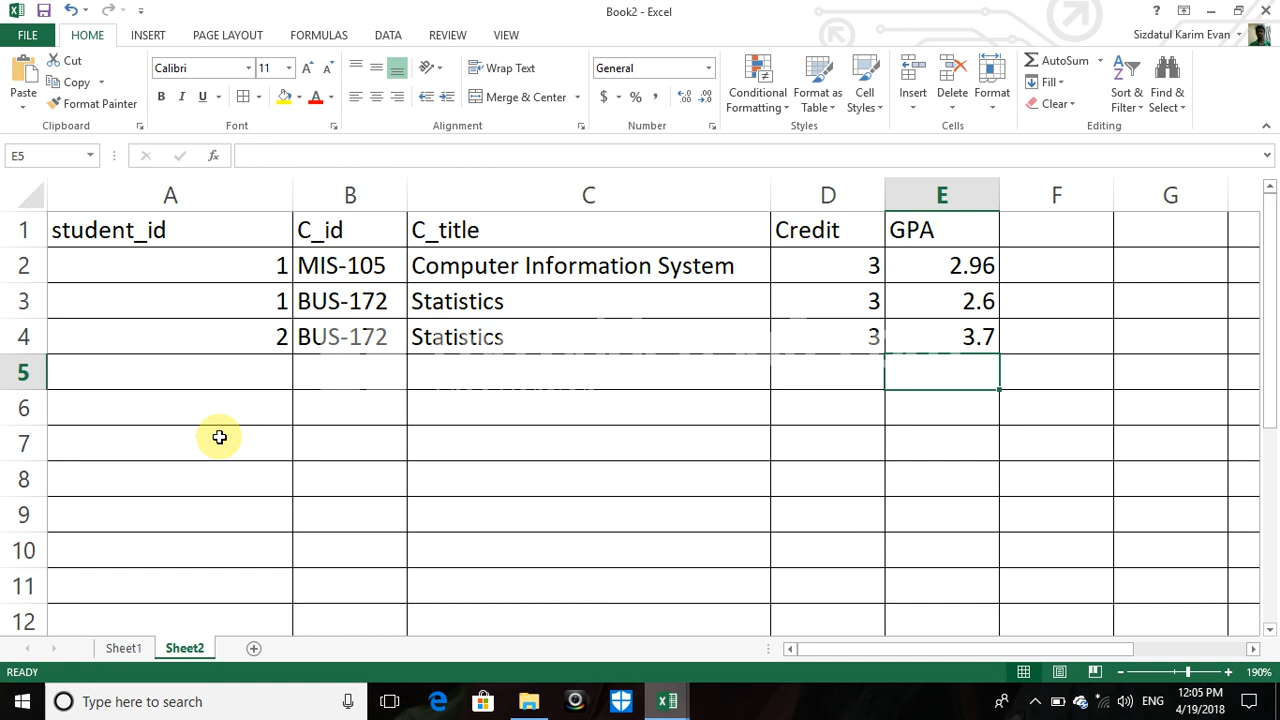 Book2 - Excel
FILE HOME INSERT PAGE LAYOUT FORMULAS DATA REVIEW VIEW Sizdatul Karim Evan
Paste
Cut
Copy
Format Painter
Clipboard
Calibri 11
B I U
Font
Wrap Text
Merge & Center
Alignment
General
$ % ,
Number
Conditional
Formatting
Format as
Table
Cell
Styles
Styles
Insert Delete Format
Cells
AutoSum
Fill
Clear
Sort &
Filter
Find &
Select
Editing
E5
A B C D E F G
1 student_id C_id C_title Credit GPA
2 1 MIS-105 Computer Information System 3 2.96
3 1 BUS-172 Statistics 3 2.6
4 2 BUS-172 Statistics 3 3.7
5
6
7
8
9
10
11
12
Sheet1 Sheet2
READY 190%
Type here to search ENG 12:05 PM
4/19/2018